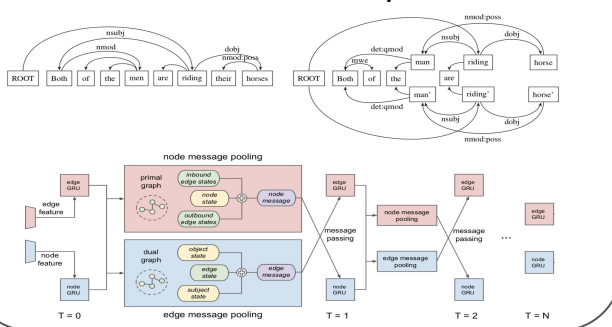 nsubj
nmod
dobj
nmod:poss
ROOT Both of the men are riding their horses
nmod:poss
nsubj
dobj
det:qmod
man riding horse
mwe
ROOT Both of the are
man' riding' horse'
det:qmod
nsubj
dobj
nmod:poss
node message pooling
edge feature
edge GRU
primal graph
inbound edge states
node state
outbound edge states
node message
edge GRU
node message pooling
edge GRU
edge GRU
message passing
message passing
...
node feature
node GRU
dual graph
object state
edge state
subject state
edge message
node GRU
edge message pooling
node GRU
node GRU
T = 0
edge message pooling
T = 1
T = 2
T = N